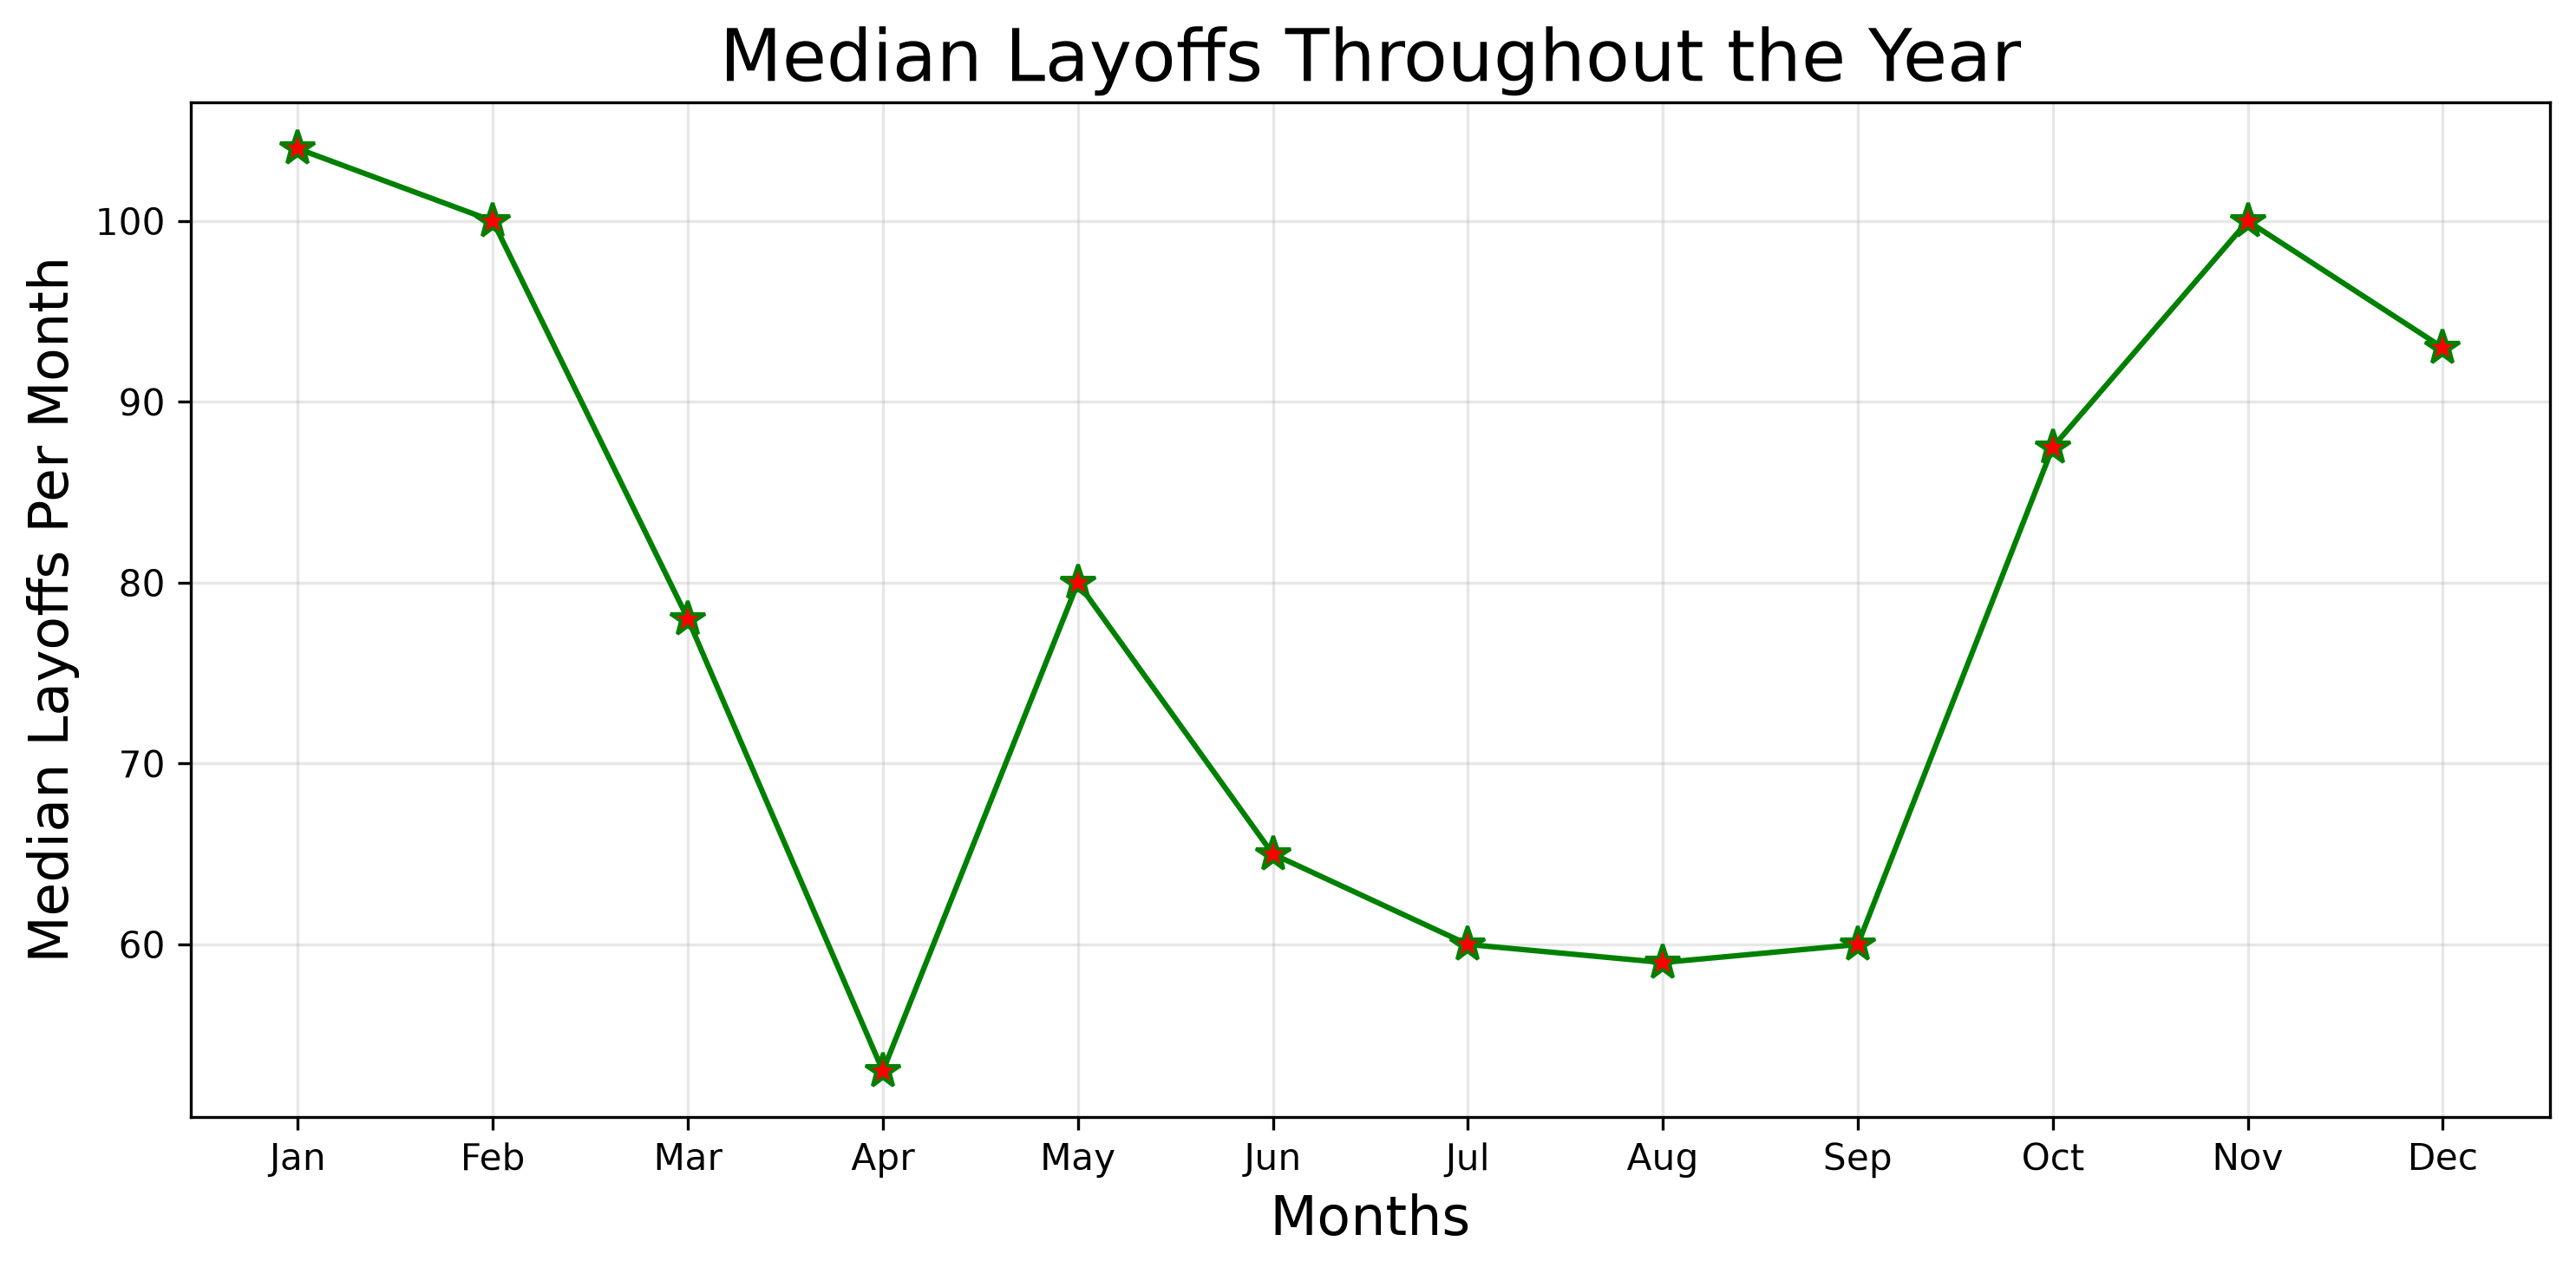 Median Layoffs Throughout the Year
Median Layoffs Per Month
100
90
80
70
60
Jan Feb Mar Apr May Jun Jul Aug Sep Oct Nov Dec
Months